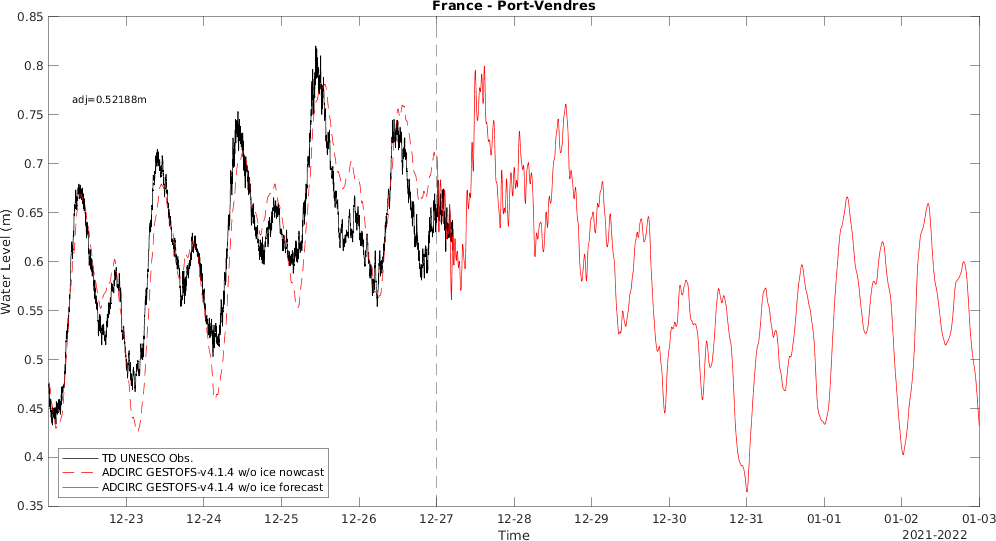 France - Port-Vendres
0.85
0.8
0.75
0.7
0.65
0.6
0.55
0.5
0.45
0.4
0.35
Water Level (m)
adj=0.52188m
TD UNESCO Obs.
ADCIRC GESTOFS-v4.1.4 w/o ice nowcast
ADCIRC GESTOFS-v4.1.4 w/o ice forecast
12-23 12-24 12-25 12-26 12-27 12-28 12-29 12-30 12-31 01-01 01-02 01-03
Time
2021-2022